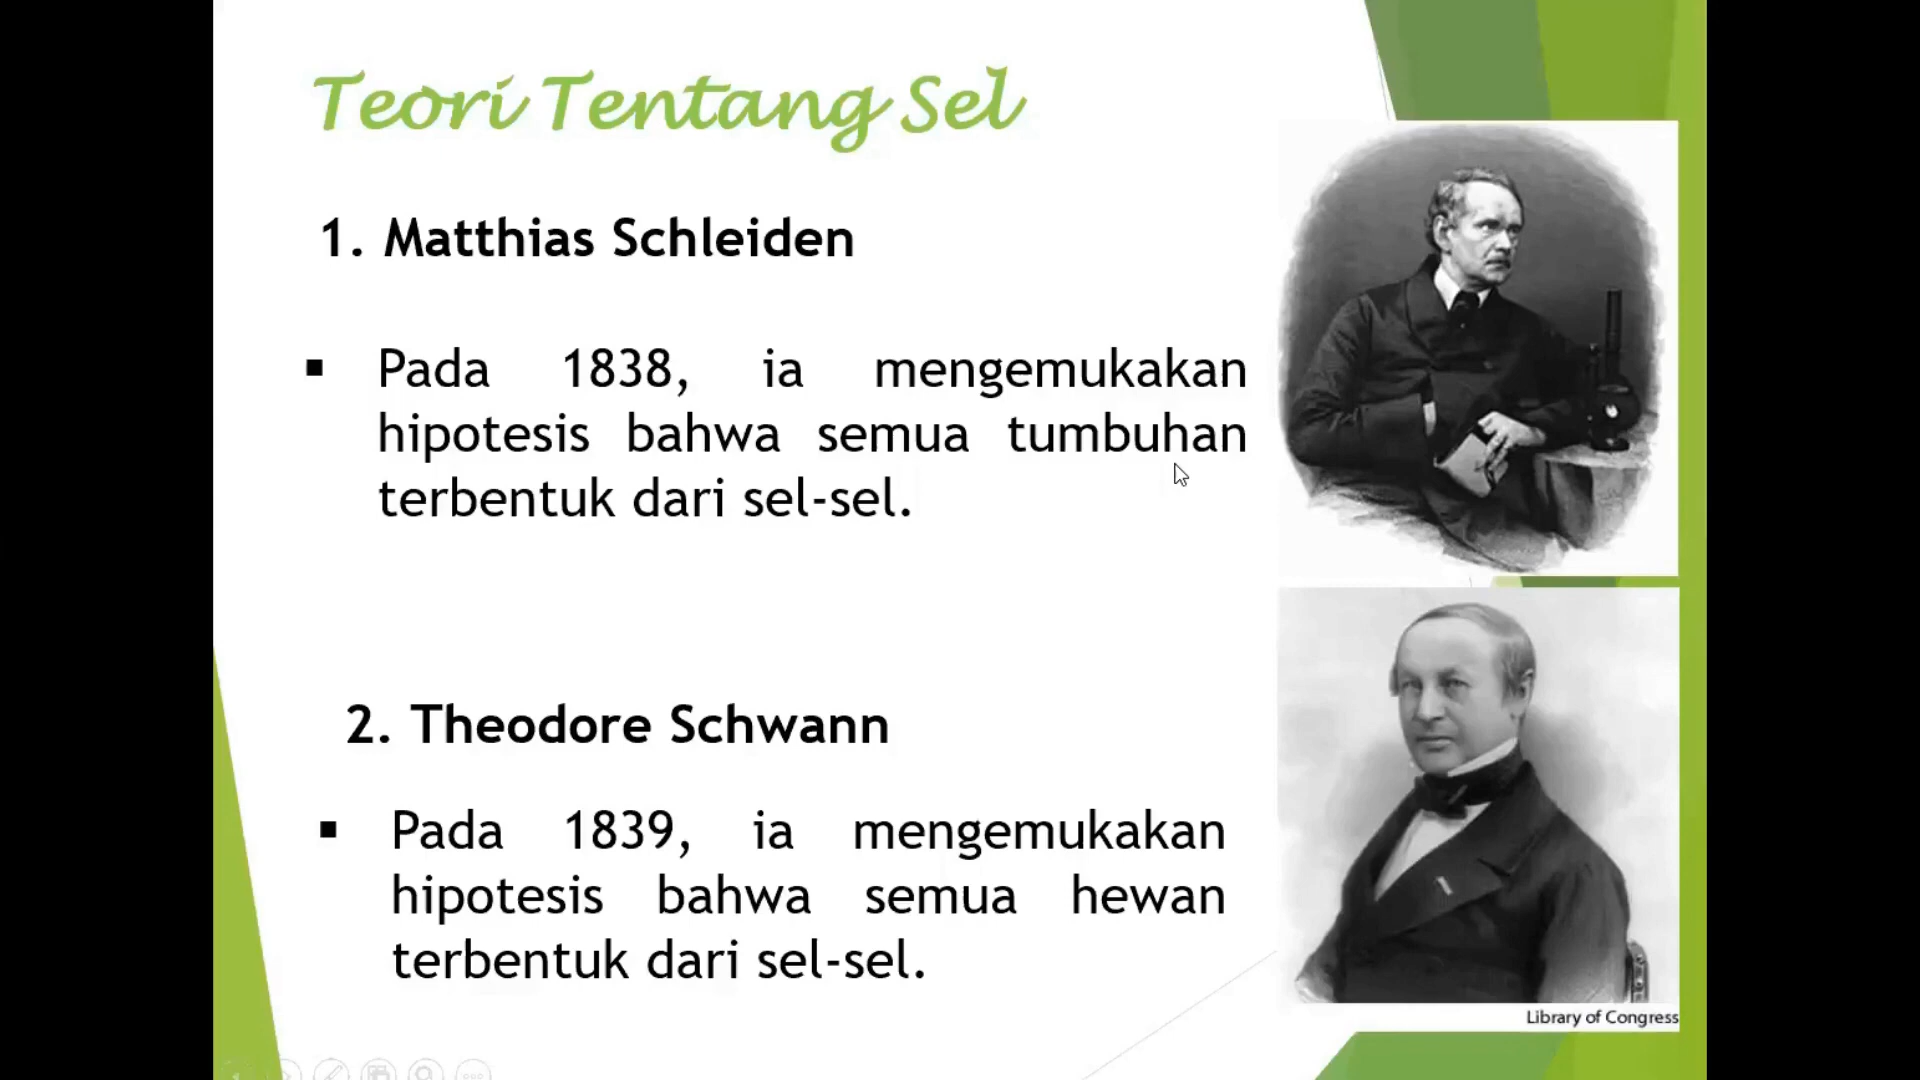 Teori Tentang Sel
1. Matthias Schleiden
▪ Pada 1838, ia mengemukakan
hipotesis bahwa semua tumbuhan
terbentuk dari sel-sel.
2. Theodore Schwann
▪ Pada 1839, ia mengemukakan
hipotesis bahwa semua hewan
terbentuk dari sel-sel.
Library of Congress